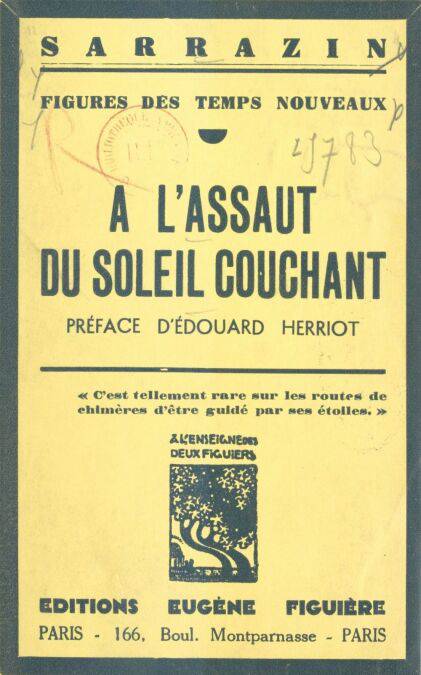 SARRAZIN
FIGURES DES TEMPS NOUVEAUX
25783
A L'ASSAUT
DU SOLEIL COUCHANT
PRÉFACE D'ÉDOUARD HERRIOT
« C'est tellement rare sur les routes de
chimères d'être guidé par ses étoiles. »
A L'ENSEIGNE DES
DEUX FIGUIERS
EDITIONS EUGÈNE FIGUIÈRE
PARIS - 166, Boul. Montparnasse - PARIS